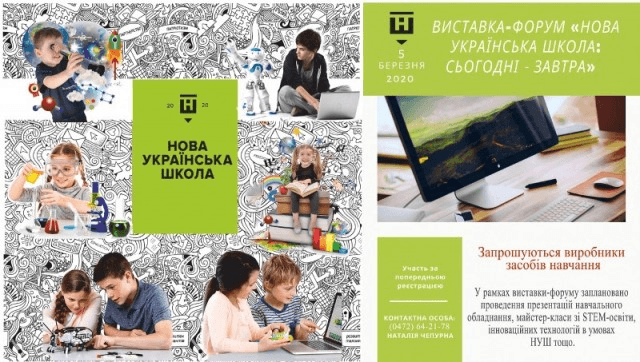 20 20
Н
НОВА
УКРАЇНСЬКА
ШКОЛА
Н
5
БЕРЕЗНЯ
2020
ВИСТАВКА-ФОРУМ «НОВА
УКРАЇНСЬКА ШКОЛА:
СЬОГОДНІ - ЗАВТРА»
Участь за
попередньою
реєстрацією
КОНТАКТНА ОСОБА:
(0472) 64-21-78
НАТАЛІЯ ЧЕПУРНА
Запрошуються виробники
засобів навчання
У рамках виставки-форуму заплановано
проведення презентацій навчального
обладнання, майстер-класи зі STEM-освіти,
інноваційних технологій в умовах
НУШ тощо.